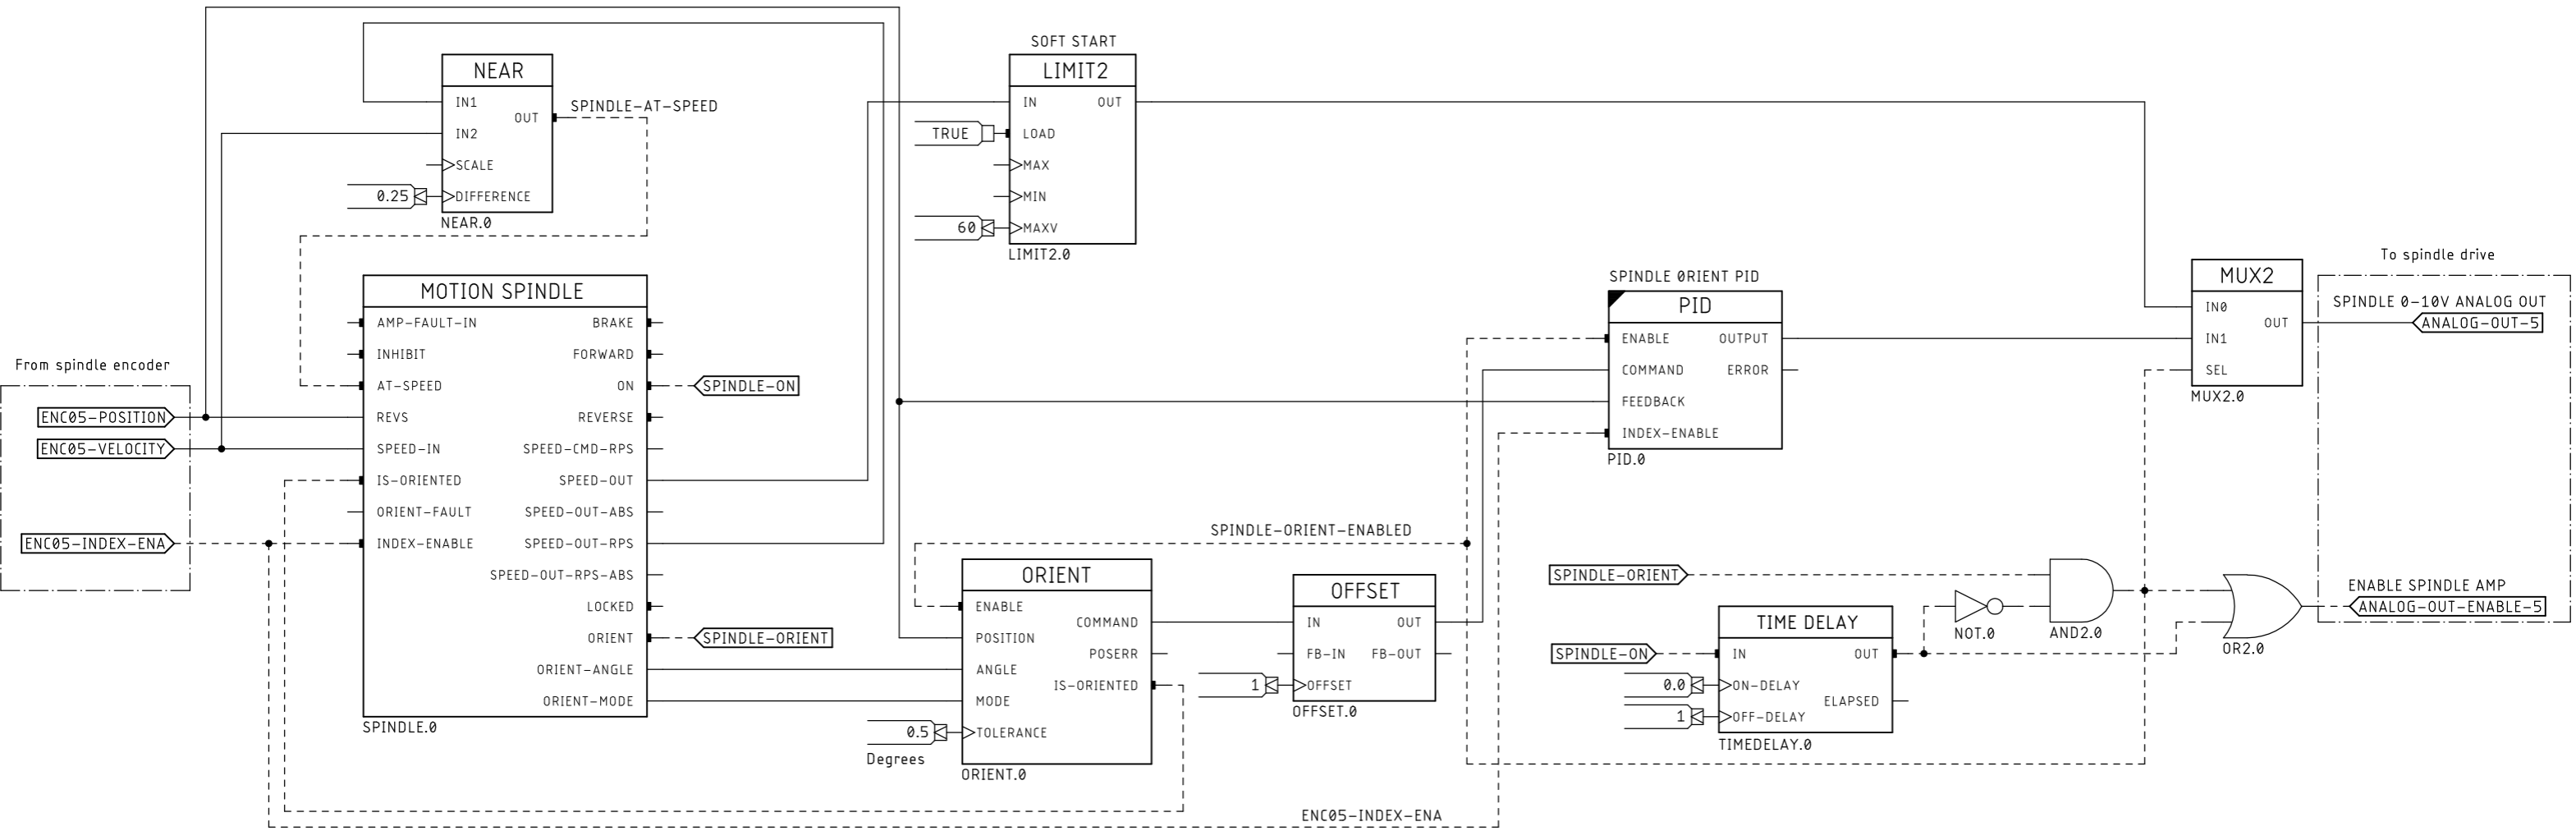 SOFT START
NEAR
IN1
OUT
IN2
SCALE
0.25
DIFFERENCE
NEAR.0
SPINDLE-AT-SPEED
LIMIT2
IN
OUT
TRUE
LOAD
MAX
MIN
60
MAXV
LIMIT2.0
MOTION SPINDLE
AMP-FAULT-IN
BRAKE
INHIBIT
FORWARD
AT-SPEED
ON
SPINDLE-ON
REVS
REVERSE
SPEED-IN
SPEED-CMD-RPS
IS-ORIENTED
SPEED-OUT
ORIENT-FAULT
SPEED-OUT-ABS
INDEX-ENABLE
SPEED-OUT-RPS
SPEED-OUT-RPS-ABS
LOCKED
ORIENT
SPINDLE-ORIENT
ORIENT-ANGLE
ORIENT-MODE
SPINDLE.0
From spindle encoder
ENC05-POSITION
ENC05-VELOCITY
ENC05-INDEX-ENA
SPINDLE 0RIENT PID
PID
ENABLE
OUTPUT
COMMAND
ERROR
FEEDBACK
INDEX-ENABLE
PID.0
MUX2
IN0
OUT
IN1
SEL
MUX2.0
To spindle drive
SPINDLE 0-10V ANALOG OUT
ANALOG-OUT-5
SPINDLE-ORIENT-ENABLED
ORIENT
ENABLE
COMMAND
POSITION
POSERR
ANGLE
IS-ORIENTED
MODE
0.5
TOLERANCE
Degrees
ORIENT.0
OFFSET
IN
OUT
FB-IN
FB-OUT
1
OFFSET
OFFSET.0
SPINDLE-ORIENT
SPINDLE-ON
TIME DELAY
IN
OUT
0.0
ON-DELAY
ELAPSED
1
OFF-DELAY
TIMEDELAY.0
NOT.0
AND2.0
OR2.0
ENABLE SPINDLE AMP
ANALOG-OUT-ENABLE-5
ENC05-INDEX-ENA